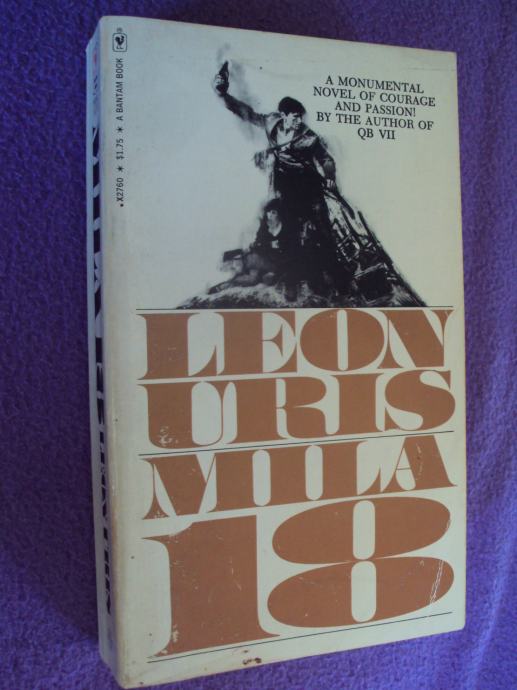 A MONUMENTAL
NOVEL OF COURAGE
AND PASSION!
BY THE AUTHOR OF
QB VII
LEON
URIS
MILA
18
X2760 * $1.75 * A BANTAM BOOK